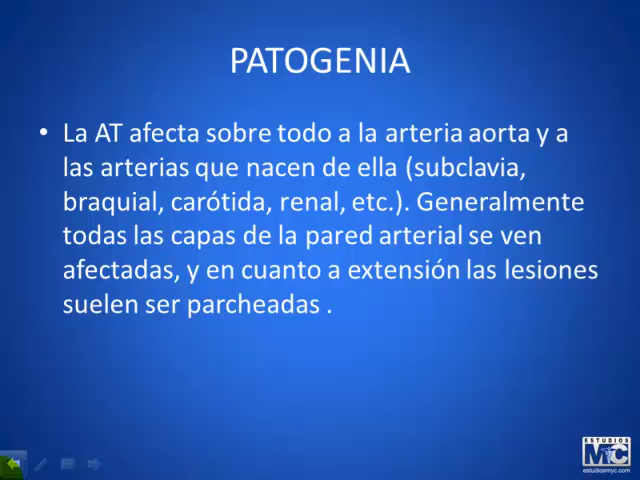 PATOGENIA
• La AT afecta sobre todo a la arteria aorta y a
las arterias que nacen de ella (subclavia,
braquial, carótida, renal, etc.). Generalmente
todas las capas de la pared arterial se ven
afectadas, y en cuanto a extensión las lesiones
suelen ser parcheadas .
ESTUDIOS
MyC
estudiosmyc.com